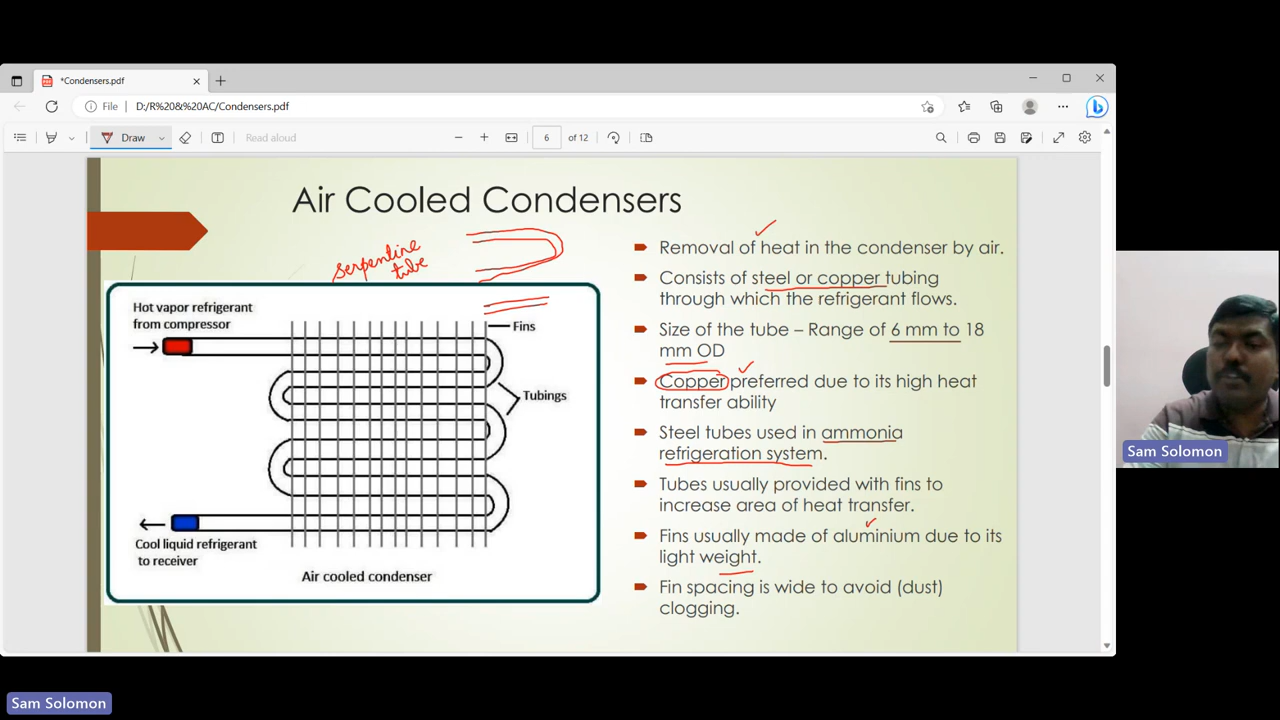 *Condensers.pdf
File
D:/R%20&%20AC/Condensers.pdf
Draw
Read aloud
6
of 12
Air Cooled Condensers
serpentine
tube
Hot vapor refrigerant
from compressor
Fins
Tubings
Cool liquid refrigerant
to receiver
Air cooled condenser
Removal of heat in the condenser by air.
Consists of steel or copper tubing
through which the refrigerant flows.
Size of the tube – Range of 6 mm to 18
mm OD
Copper preferred due to its high heat
transfer ability
Steel tubes used in ammonia
refrigeration system.
Tubes usually provided with fins to
increase area of heat transfer.
Fins usually made of aluminium due to its
light weight.
Fin spacing is wide to avoid (dust)
clogging.
Sam Solomon
Sam Solomon